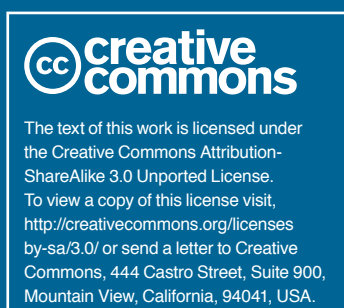 cc creative
commons
The text of this work is licensed under
the Creative Commons Attribution-
ShareAlike 3.0 Unported License.
To view a copy of this license visit,
http://creativecommons.org/licenses
by-sa/3.0/ or send a letter to Creative
Commons, 444 Castro Street, Suite 900,
Mountain View, California, 94041, USA.